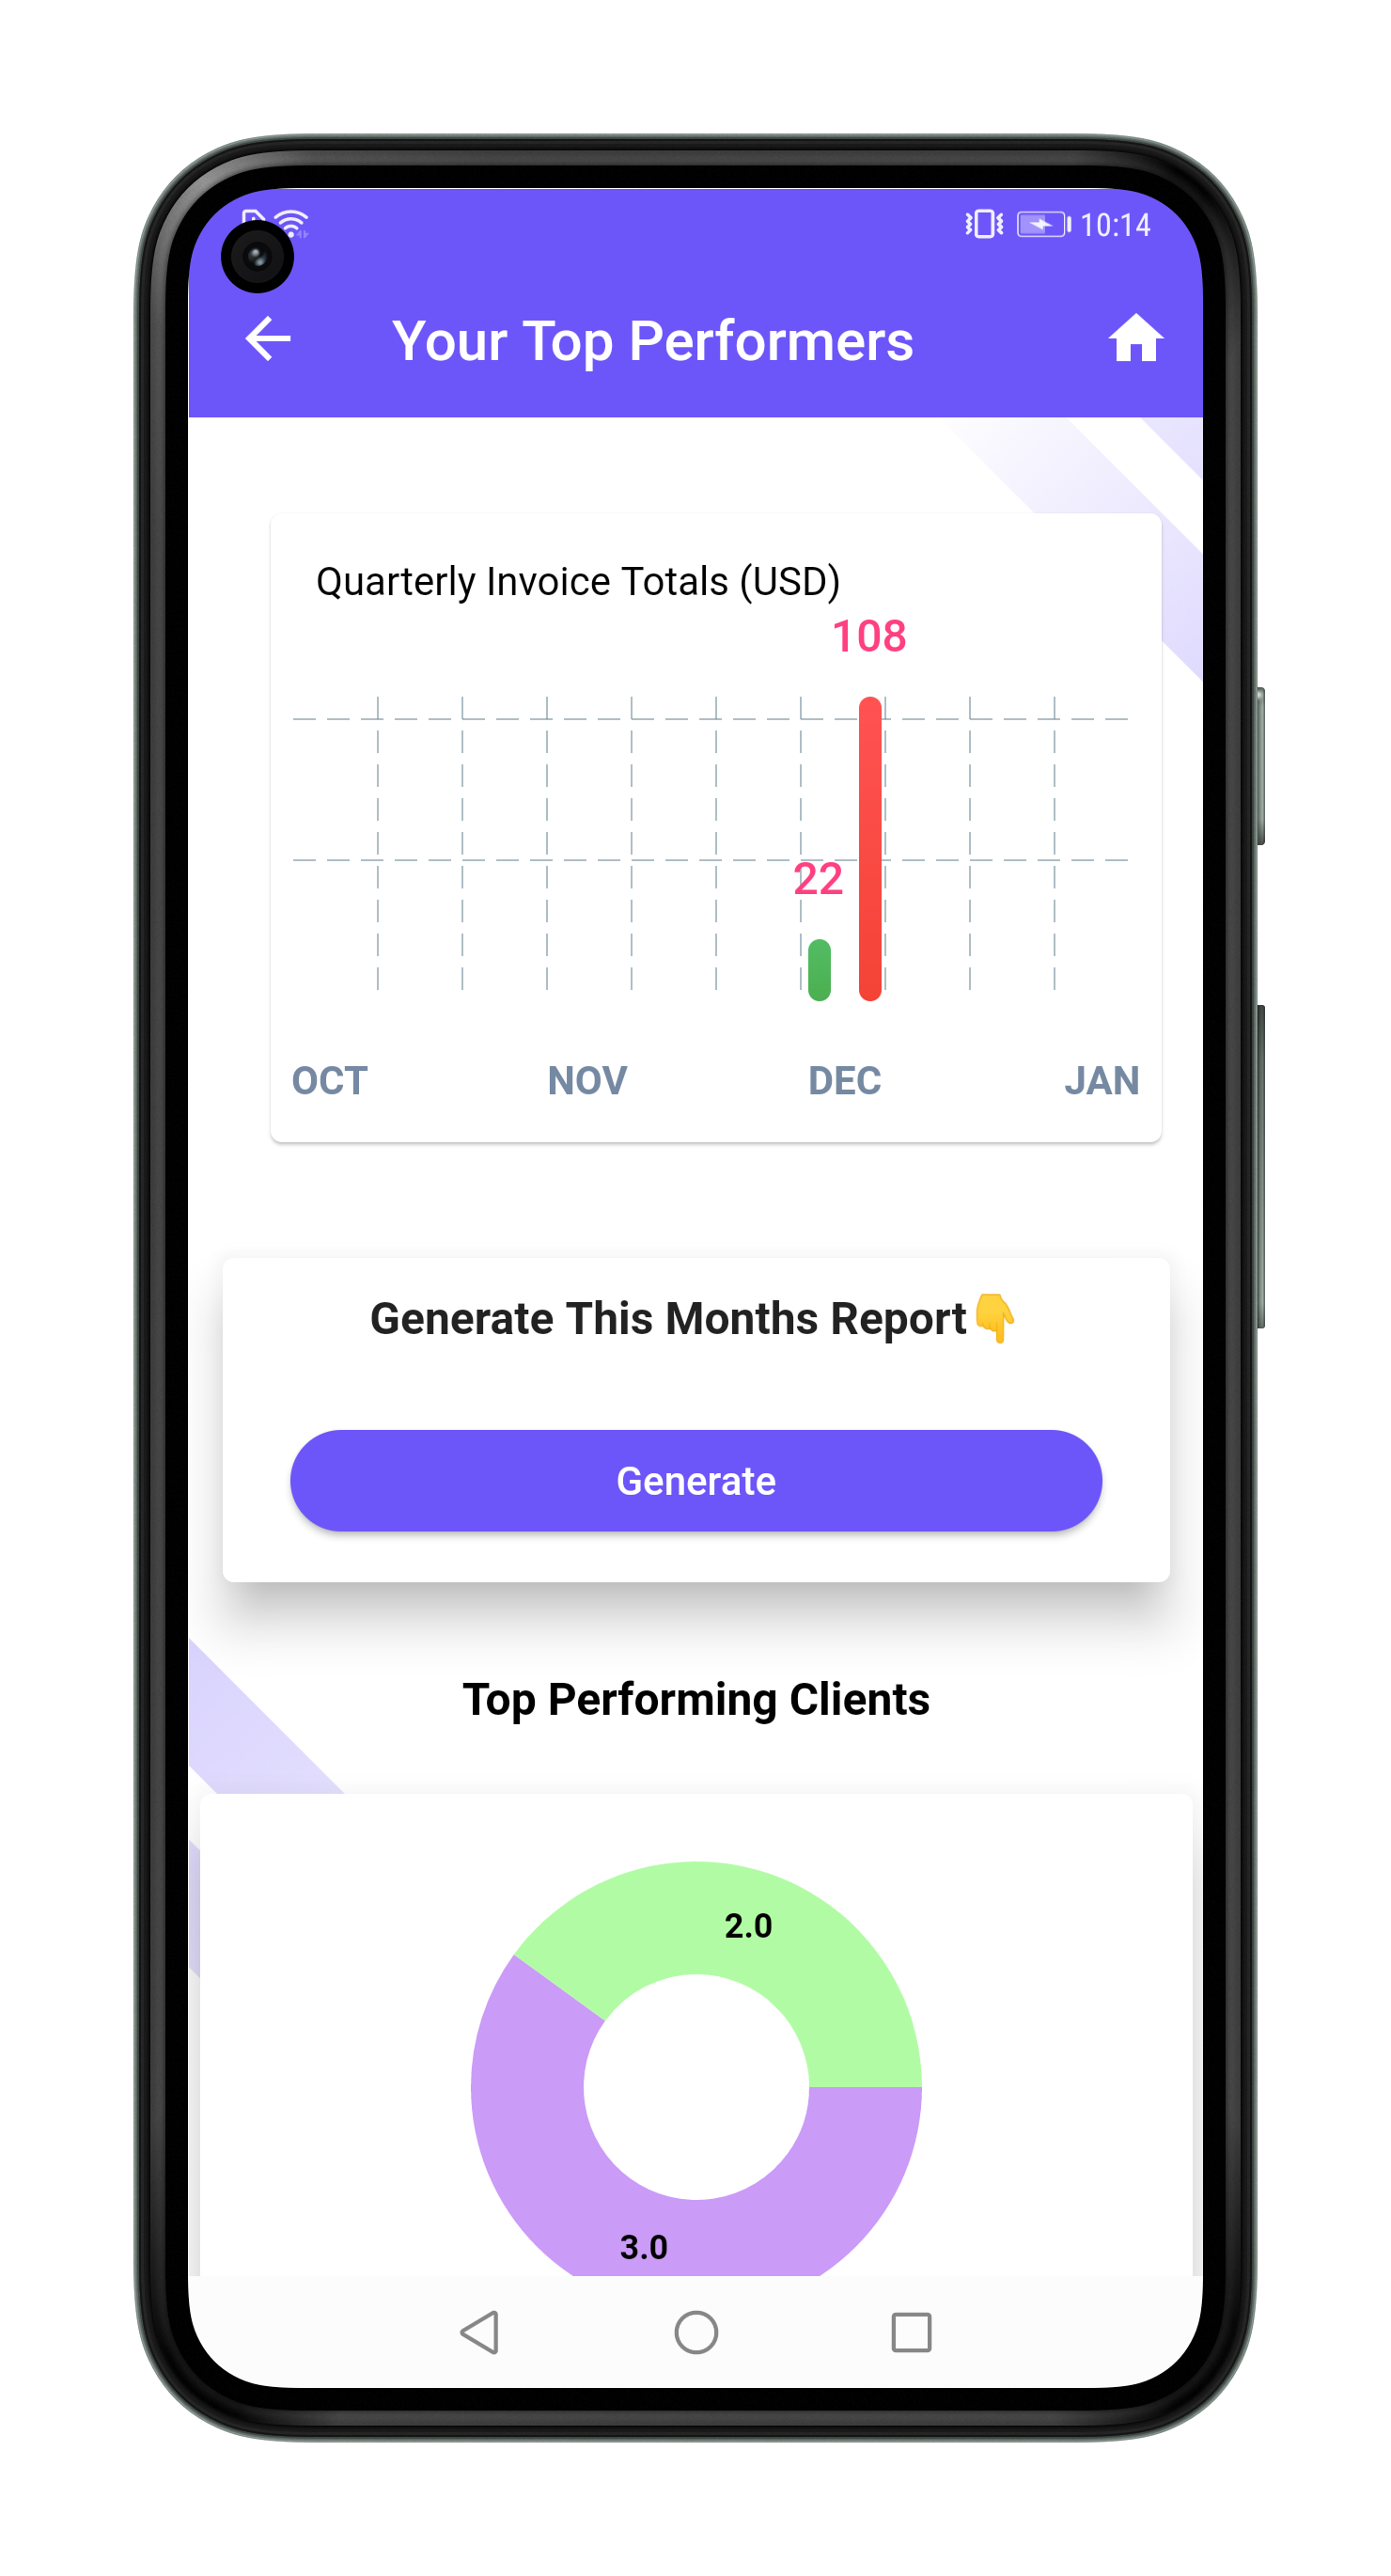 10:14
Your Top Performers
Quarterly Invoice Totals (USD)
108
22
OCT NOV DEC JAN
Generate This Months Report👇
Generate
Top Performing Clients
2.0
3.0